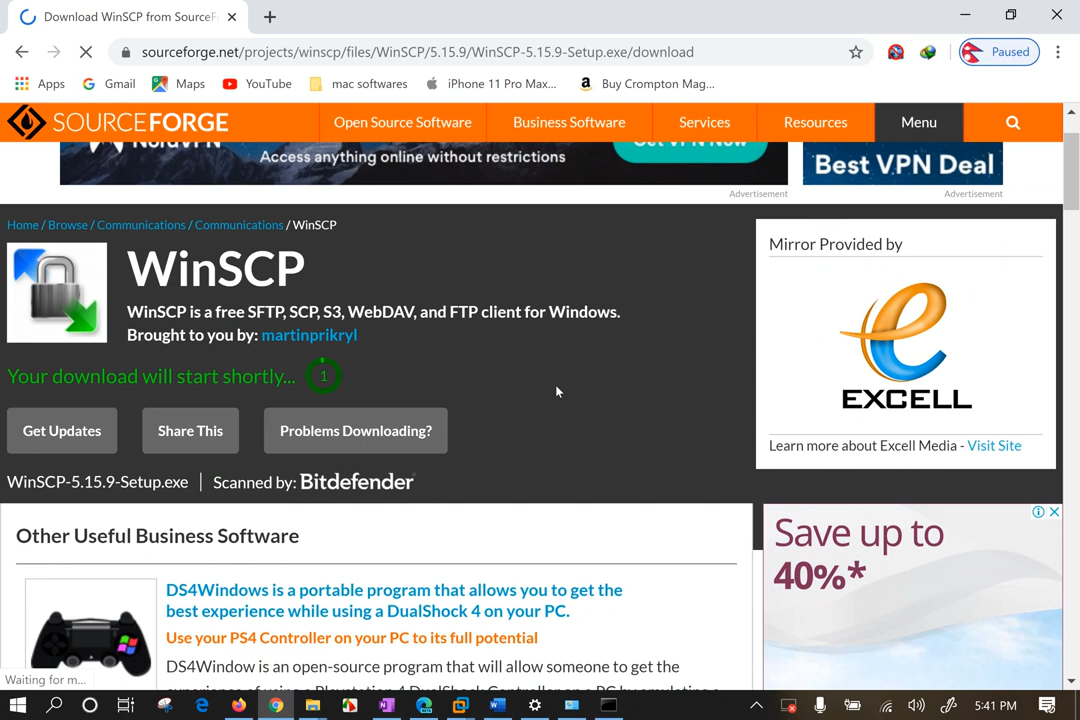 Download WinSCP from SourceF
sourceforge.net/projects/winscp/files/WinSCP/5.15.9/WinSCP-5.15.9-Setup.exe/download
Paused
Apps
Gmail
Maps
YouTube
mac softwares
iPhone 11 Pro Max...
Buy Crompton Mag...
SOURCEFORGE
Open Source Software
Business Software
Services
Resources
Menu
Access anything online without restrictions
Best VPN Deal
Advertisement
Advertisement
Home / Browse / Communications / Communications / WinSCP
WinSCP
WinSCP is a free SFTP, SCP, S3, WebDAV, and FTP client for Windows.
Brought to you by: martinprikryl
Your download will start shortly... 1
Get Updates
Share This
Problems Downloading?
WinSCP-5.15.9-Setup.exe | Scanned by: Bitdefender
Mirror Provided by
e
EXCELL
Learn more about Excell Media - Visit Site
Other Useful Business Software
DS4Windows is a portable program that allows you to get the
best experience while using a DualShock 4 on your PC.
Use your PS4 Controller on your PC to its full potential
DS4Window is an open-source program that will allow someone to get the
Save up to
40%*
Waiting for m...
5:41 PM